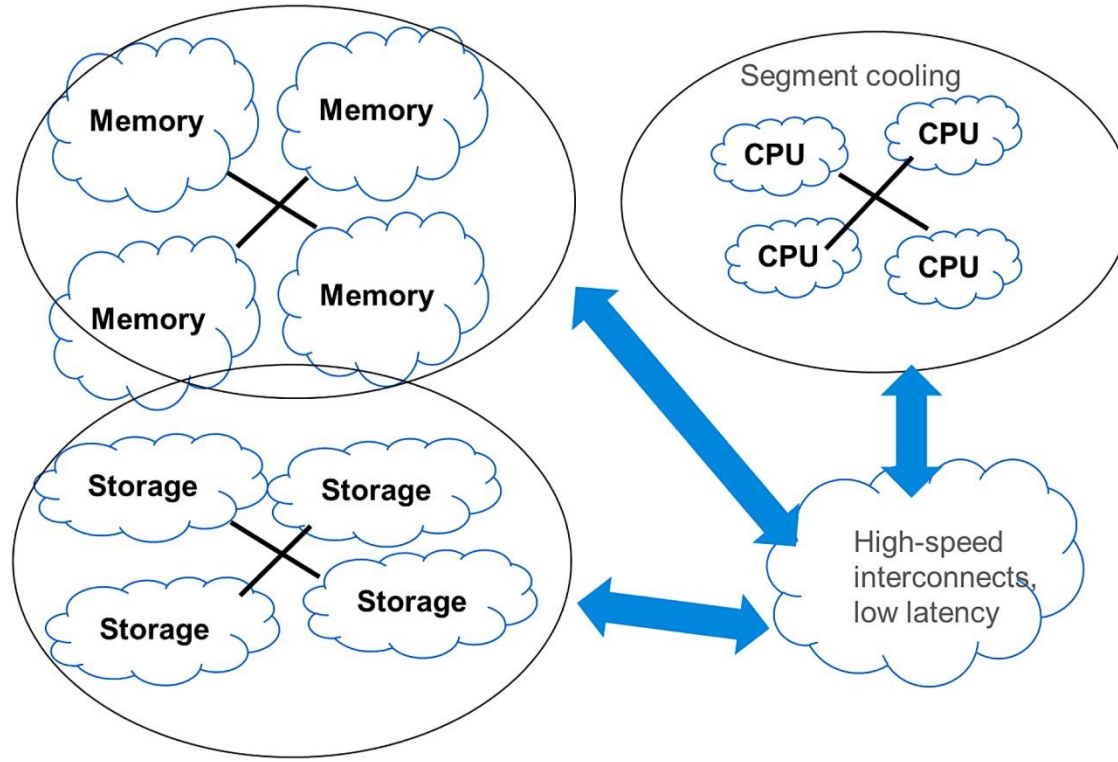 Memory
Memory
Memory
Memory
Segment cooling
CPU
CPU
CPU
CPU
Storage
Storage
Storage
Storage
High-speed
interconnects,
low latency